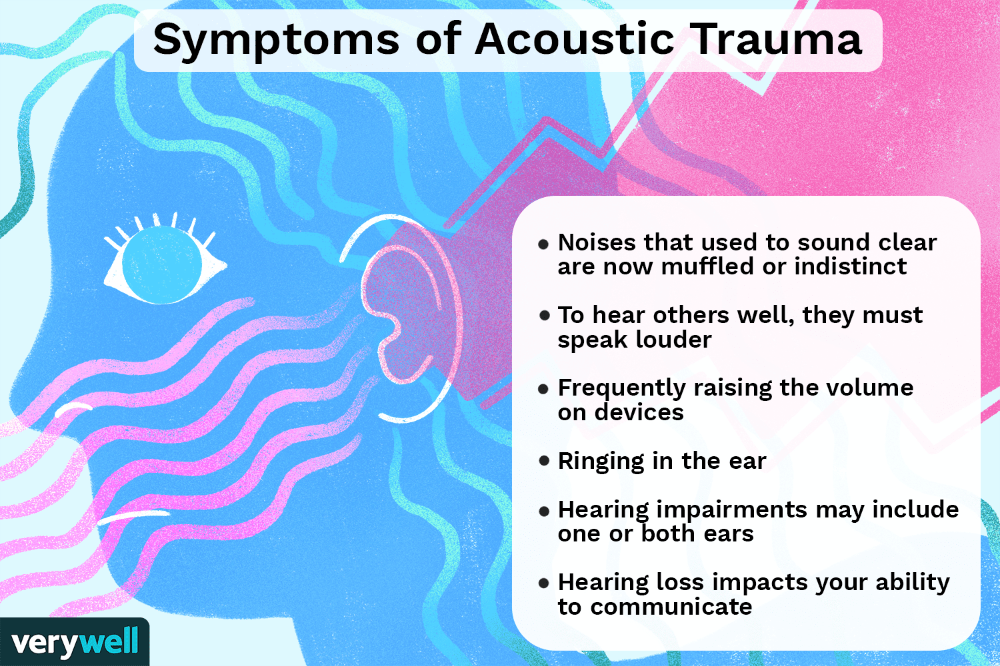 Symptoms of Acoustic Trauma
Noises that used to sound clear
are now muffled or indistinct
To hear others well, they must
speak louder
Frequently raising the volume
on devices
Ringing in the ear
Hearing impairments may include
one or both ears
Hearing loss impacts your ability
to communicate
verywell